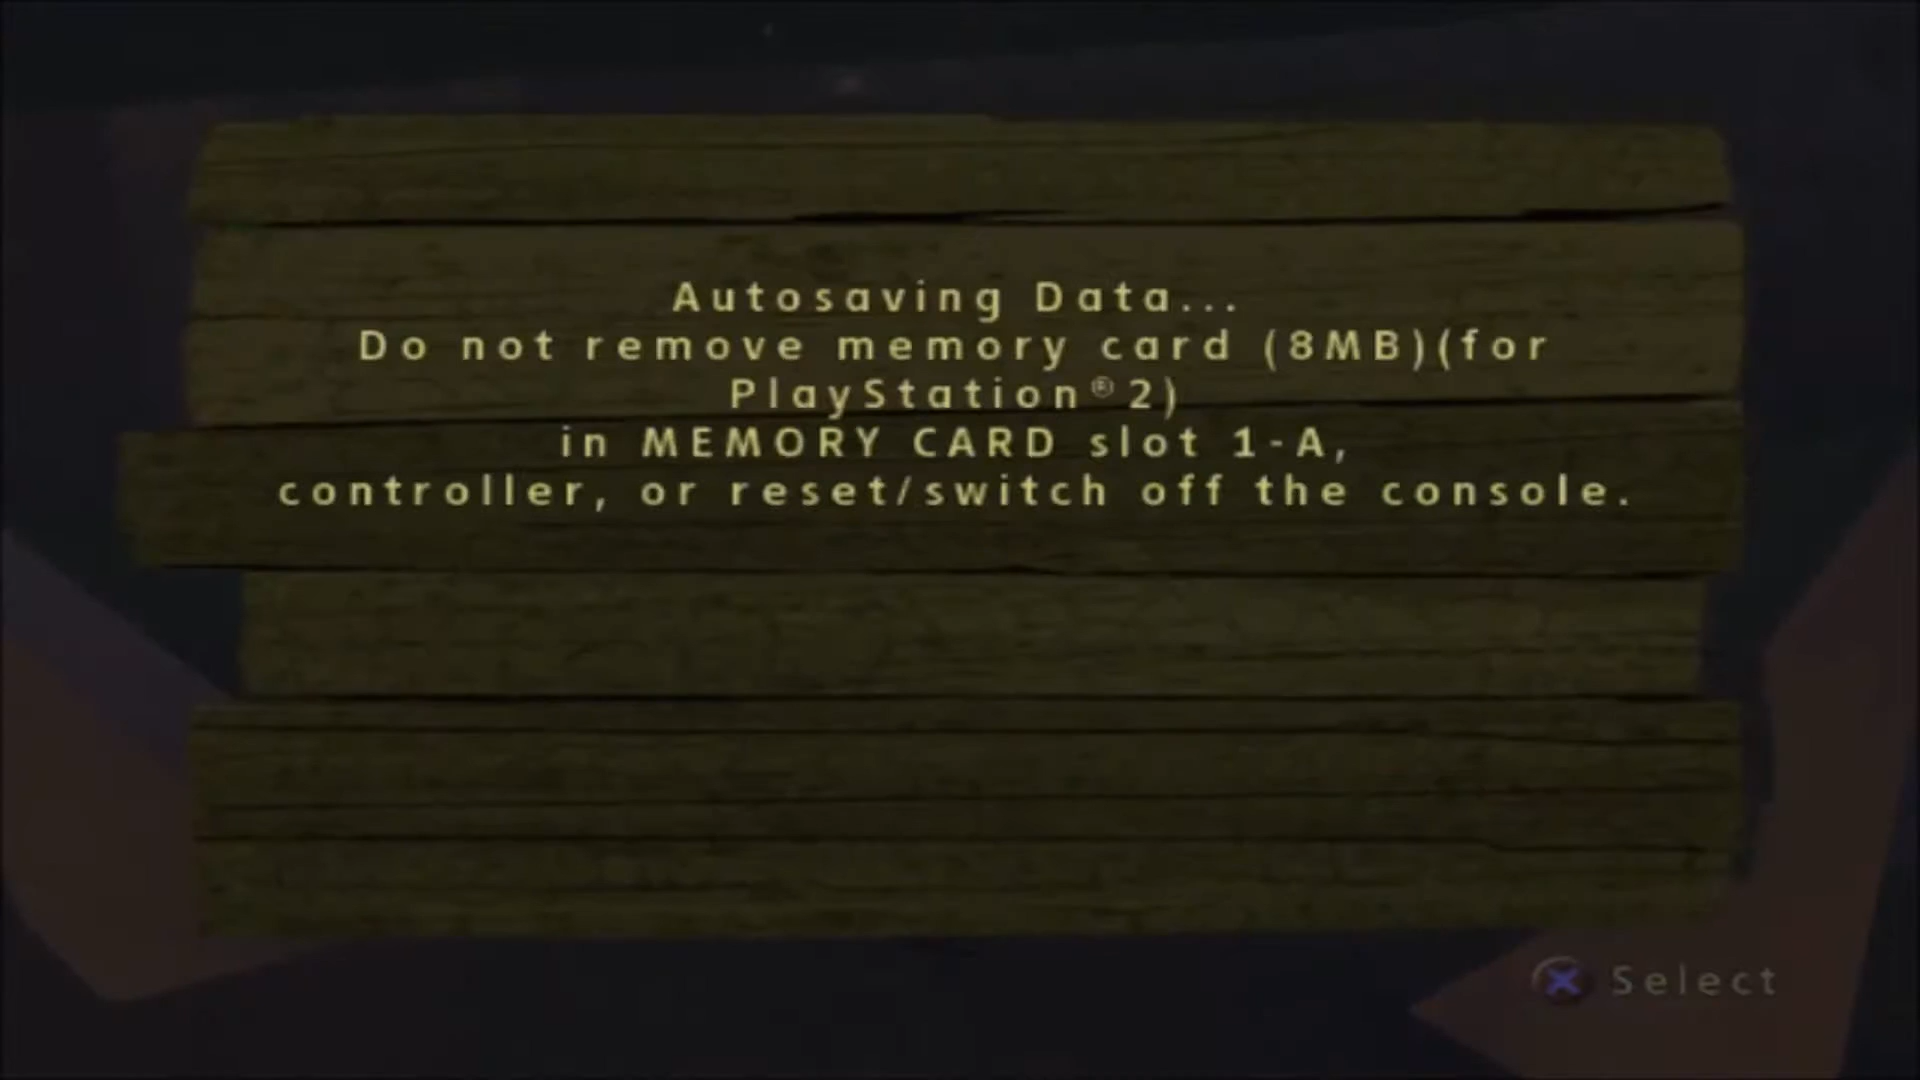 Autosaving Data...
Do not remove memory card (8MB)(for
PlayStation®2)
in MEMORY CARD slot 1-A,
controller, or reset/switch off the console.
Select